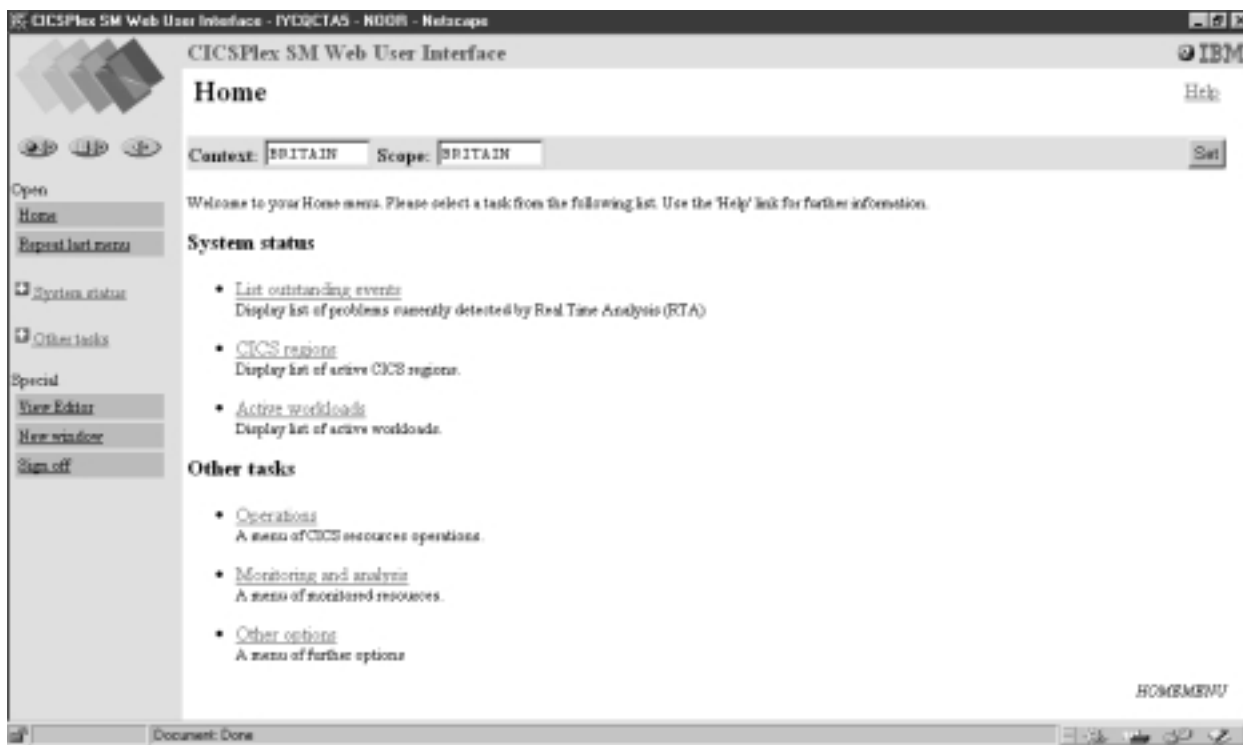 CICSPlex SM Web User Interface - IYCQCTA5 - NOOR - Netscape
CICSPlex SM Web User Interface
IBM
Home
Help
Context: BRITAIN Scope: BRITAIN
Set
Open
Home
Repeat last menu
System status
Other tasks
Special
View Editor
New window
Sign off
Welcome to your Home menu. Please select a task from the following list. Use the 'Help' link for further information.
System status
• List outstanding events
Display list of problems currently detected by Real Time Analysis (RTA)
• CICS regions
Display list of active CICS regions.
• Active workloads
Display list of active workloads.
Other tasks
• Operations
A menu of CICS resources operations.
• Monitoring and analysis
A menu of monitored resources.
• Other options
A menu of further options
HOMEMENU
Document: Done